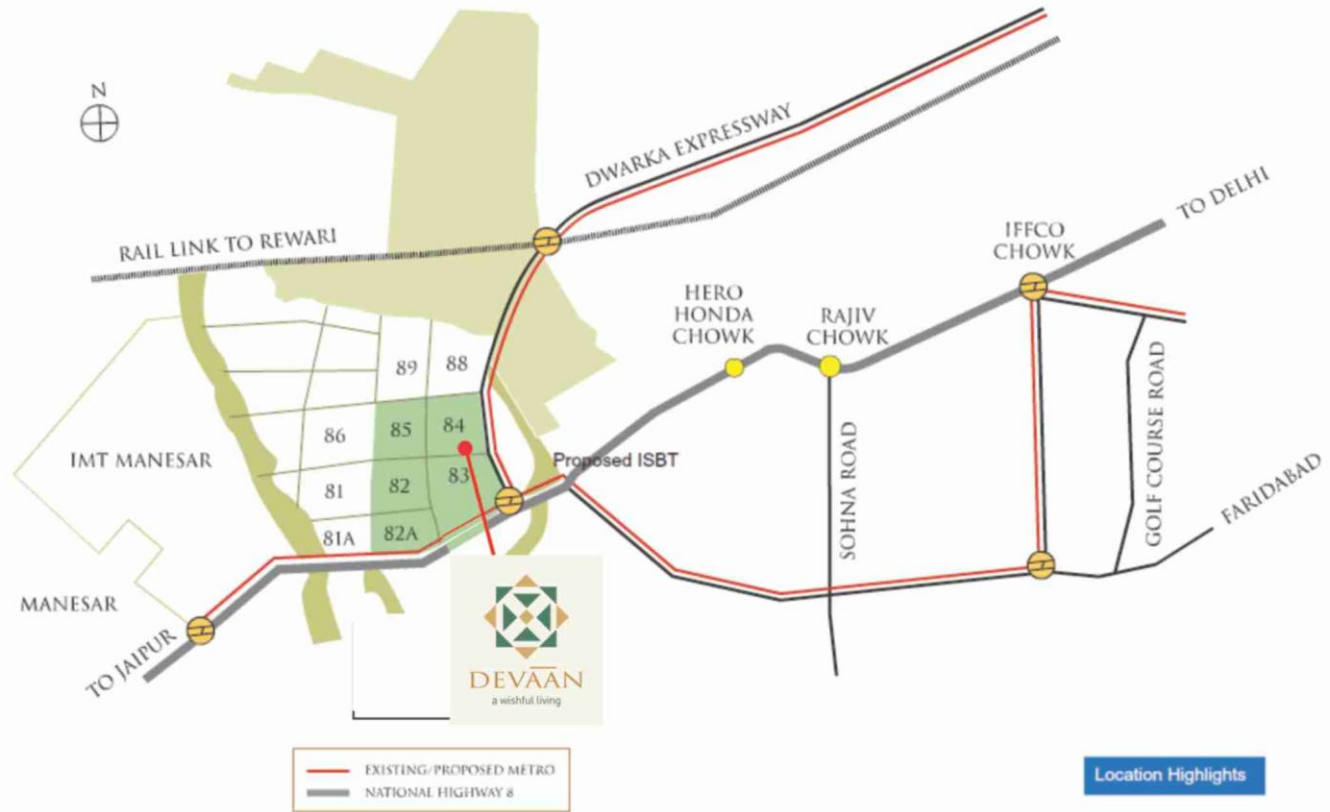 N
DWARKA EXPRESSWAY
RAIL LINK TO REWARI
TO DELHI
IFFCO
CHOWK
HERO
HONDA
CHOWK
RAJIV
CHOWK
89
88
86
85
84
IMT MANESAR
Proposed ISBT
81
82
83
81A
82A
SOHNA ROAD
GOLF COURSE ROAD
FARIDABAD
MANESAR
TO JAIPUR
DEVĀĀN
a wishful living
EXISTING/PROPOSED METRO
NATIONAL HIGHWAY 8
Location Highlights